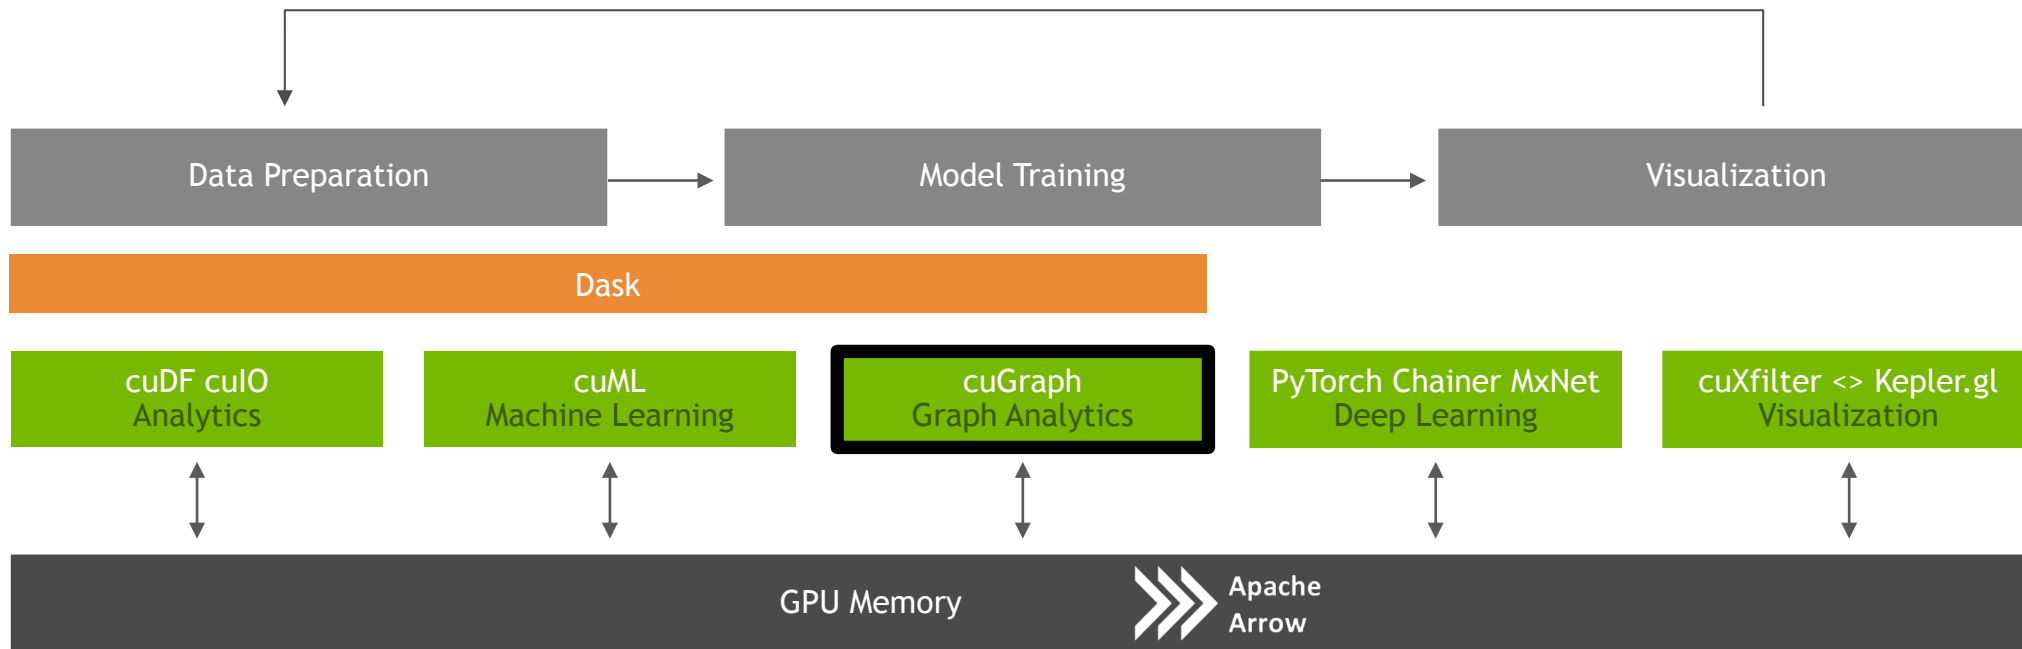 Data Preparation
Model Training
Visualization
Dask
cuDF cuIO
Analytics
cuML
Machine Learning
cuGraph
Graph Analytics
PyTorch Chainer MxNet
Deep Learning
cuXfilter <> Kepler.gl
Visualization
GPU Memory
Apache
Arrow